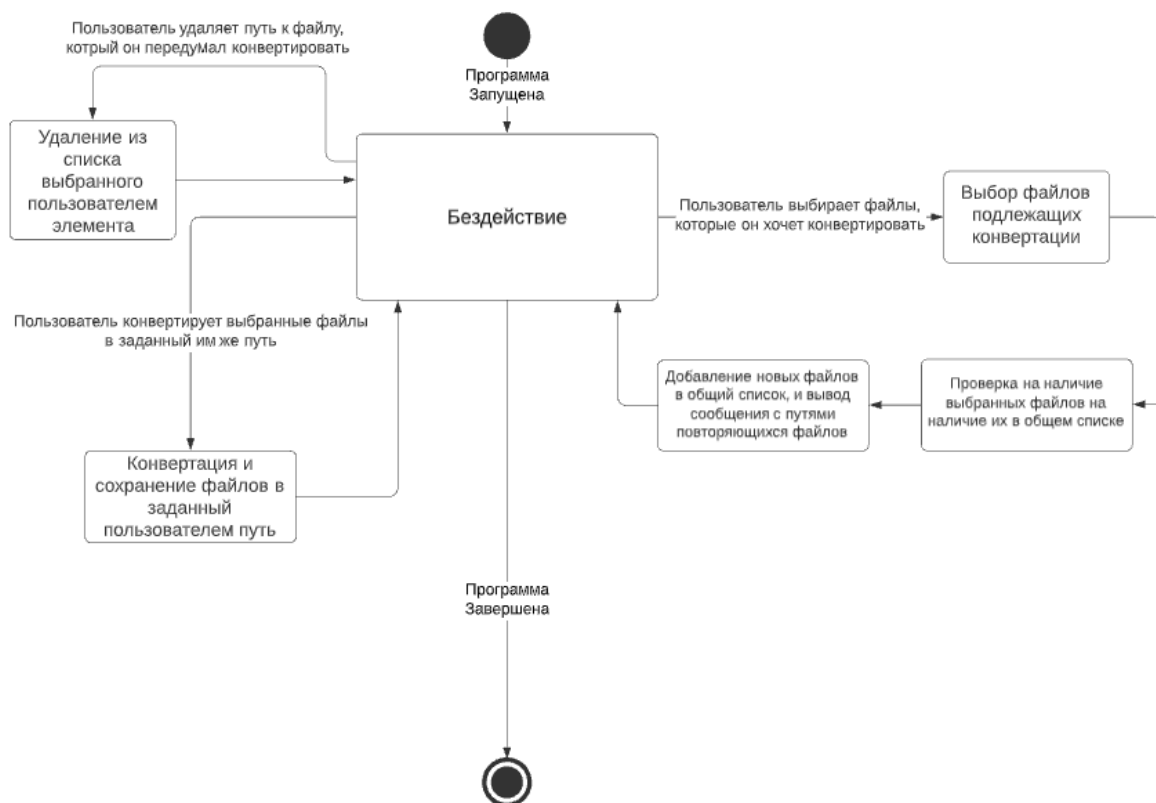 Пользователь удаляет путь к файлу,
котрый он передумал конвертировать
Программа
Запущена
Удаление из
списка
выбранного
пользователем
элемента
Бездействие
Пользователь выбирает файлы,
которые он хочет конвертировать
Выбор файлов
подлежащих
конвертации
Пользователь конвертирует выбранные файлы
в заданный им же путь
Добавление новых файлов
в общий список, и вывод
сообщения с путями
повторяющихся файлов
Проверка на наличие
выбранных файлов на
наличие их в общем списке
Конвертация и
сохранение файлов в
заданный
пользователем путь
Программа
Завершена